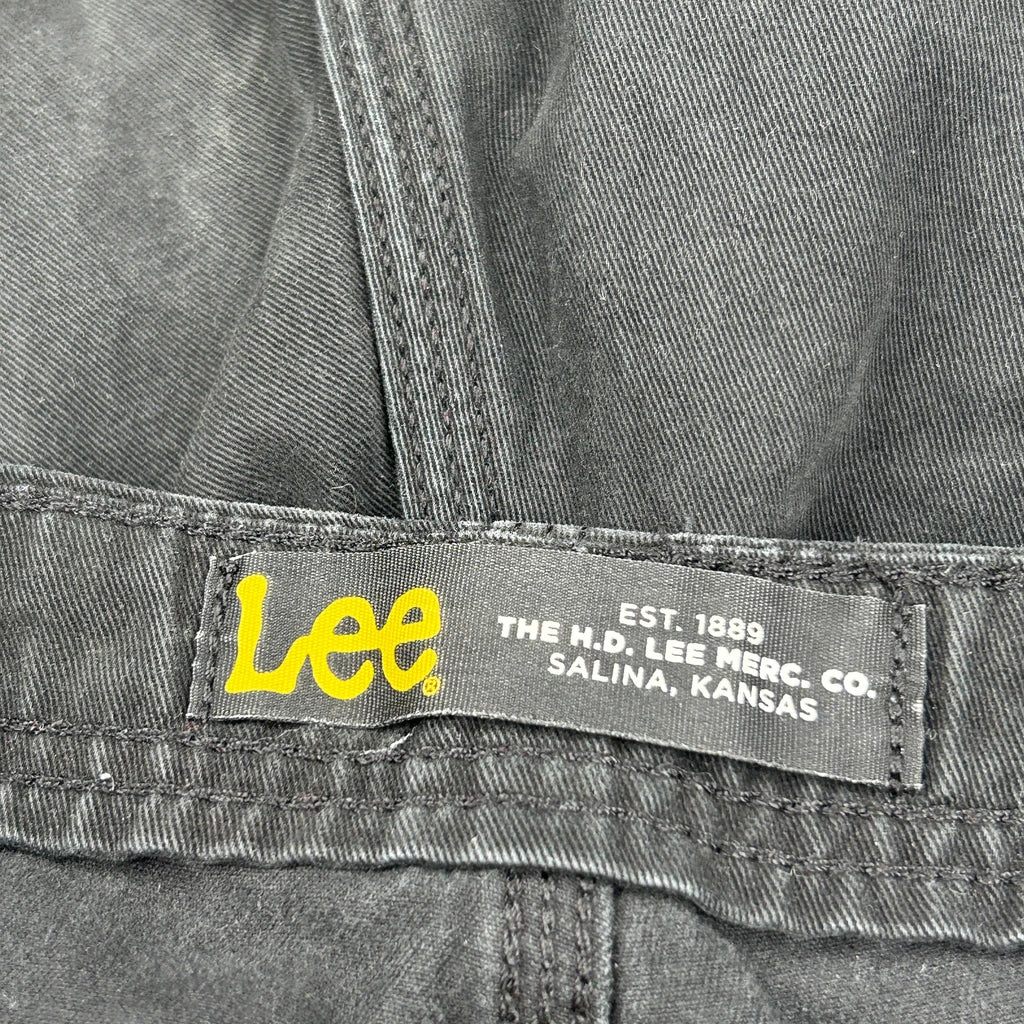 Lee®
EST. 1889
THE H.D. LEE MERC. CO.
SALINA, KANSAS